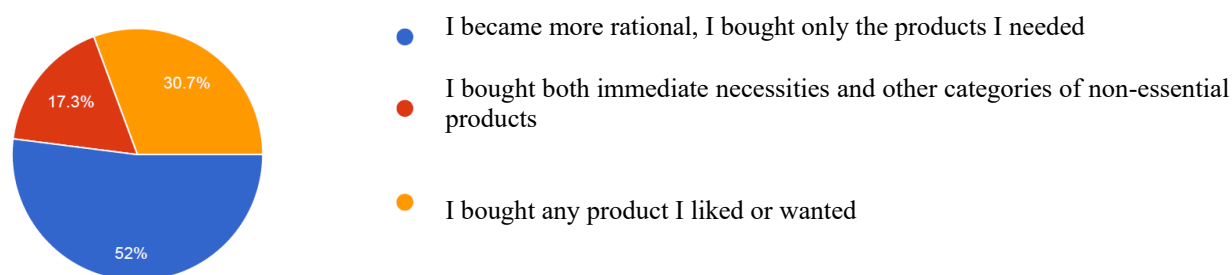 I became more rational, I bought only the products I needed
30.7%
17.3%
I bought both immediate necessities and other categories of non-essential
products
I bought any product I liked or wanted
52%